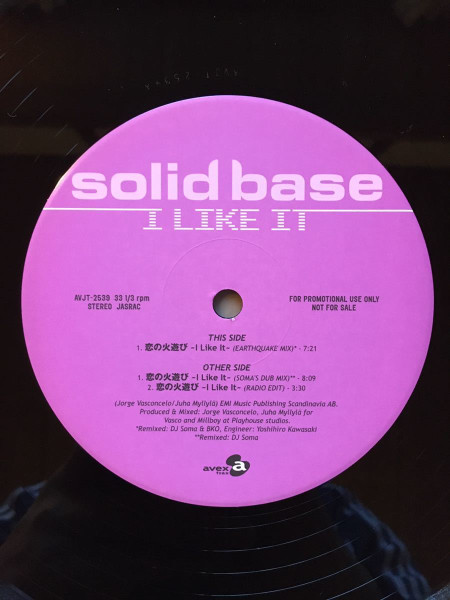 solid base
I LIKE IT
AVJT-2539 33 1/3 rpm
STEREO JASRAC
FOR PROMOTIONAL USE ONLY
NOT FOR SALE
THIS SIDE
1. 恋の火遊び ~I Like It~ (EARTHQUAKE MIX)* - 7:21
OTHER SIDE
1. 恋の火遊び ~I Like It~ (SOMA'S DUB MIX)** - 8:09
2. 恋の火遊び ~I Like It~ (RADIO EDIT) - 3:30
(Jorge Vasconcelo/Juha Myllylä) EMI Music Publishing Scandinavia AB.
Produced & Mixed: Jorge Vasconcelo, Juha Myllylä for
Vasco and Millboy at Playhouse studios.
*Remixed: DJ Soma & BKO, Engineer: Yoshihiro Kawasaki
**Remixed: DJ Soma
avex
trax